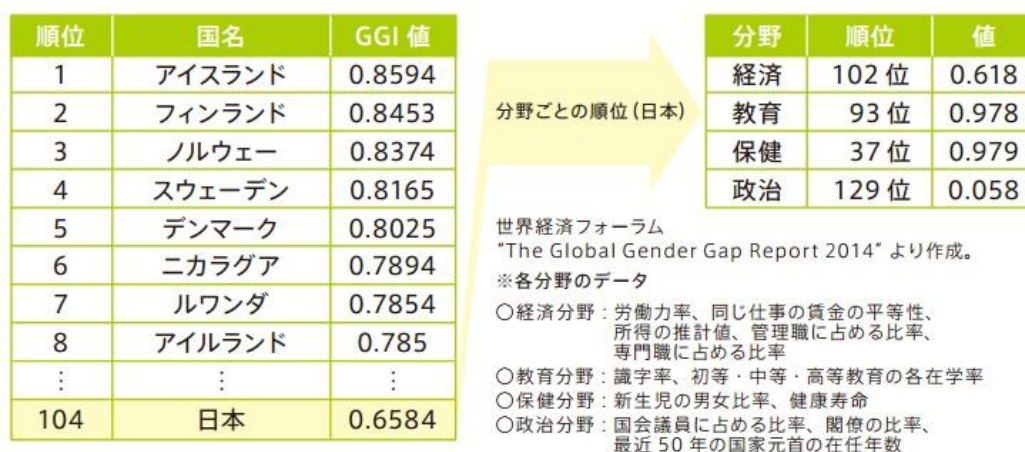 順位 国名 GGI 値
1 アイスランド 0.8594
2 フィンランド 0.8453
3 ノルウェー 0.8374
4 スウェーデン 0.8165
5 デンマーク 0.8025
6 ニカラグア 0.7894
7 ルワンダ 0.7854
8 アイルランド 0.785
⋮ ⋮ ⋮
104 日本 0.6584
分野ごとの順位(日本)
分野 順位 値
経済 102 位 0.618
教育 93 位 0.978
保健 37 位 0.979
政治 129 位 0.058
世界経済フォーラム
"The Global Gender Gap Report 2014" より作成。
※各分野のデータ
○経済分野:労働力率、同じ仕事の賃金の平等性、
所得の推計値、管理職に占める比率、
専門職に占める比率
○教育分野:識字率、初等・中等・高等教育の各在学率
○保健分野:新生児の男女比率、健康寿命
○政治分野:国会議員に占める比率、閣僚の比率、
最近 50 年の国家元首の在任年数